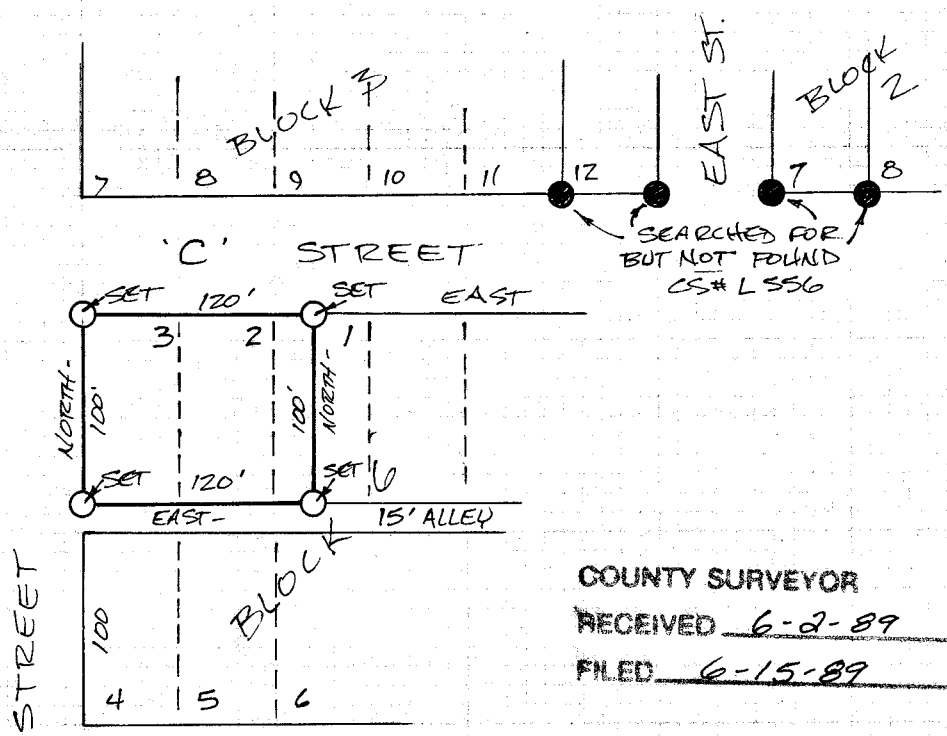 BLOCK 3
EAST ST.
BLOCK 2
7 8 9 10 11 12 7 8
SEARCHED FOR
BUT NOT FOUND
CS# L 556
'C' STREET
SET 120' SET EAST
3 2 1
NORTH- 100' 100' NORTH-
SET 120' SET 6
EAST- 15' ALLEY
BLOCK 1
STREET
100
4 5 6
COUNTY SURVEYOR
RECEIVED 6-2-89
FILED 6-15-89